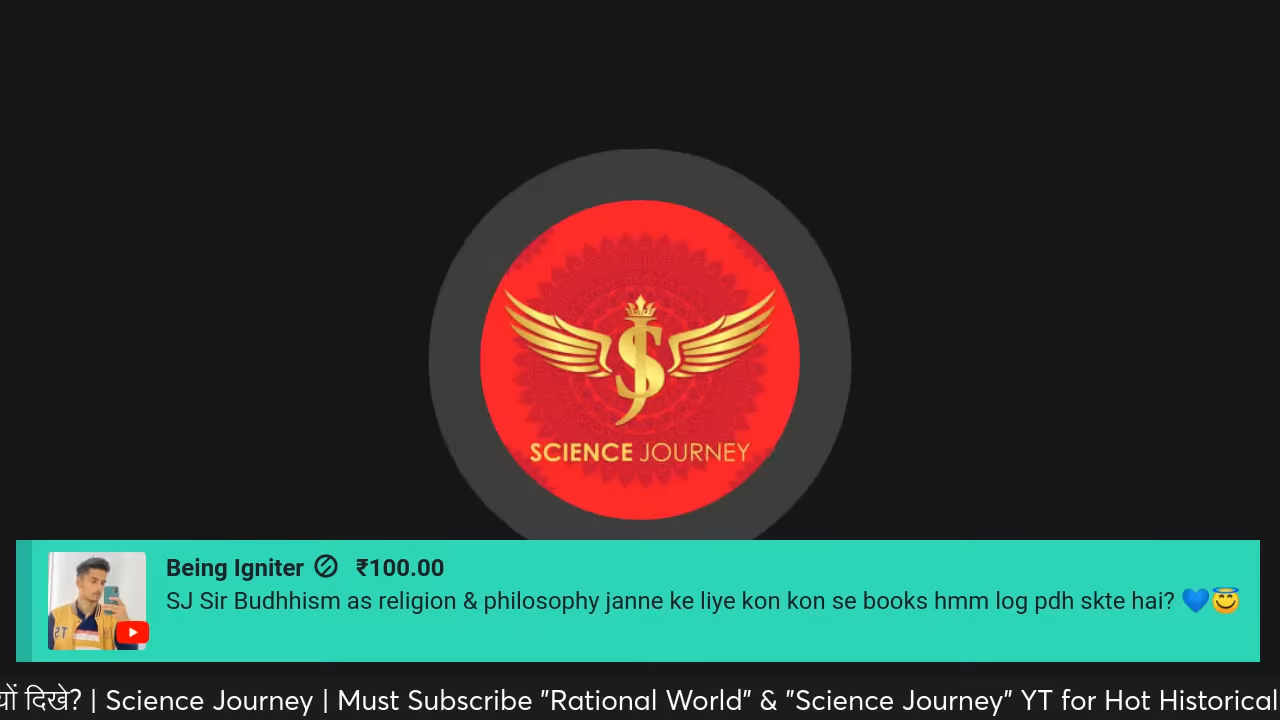 SCIENCE JOURNEY
Being Igniter ₹100.00
SJ Sir Budhhism as religion & philosophy janne ke liye kon kon se books hmm log pdh skte hai? 💙😇
यों दिखे? | Science Journey | Must Subscribe "Rational World" & "Science Journey" YT for Hot Historical